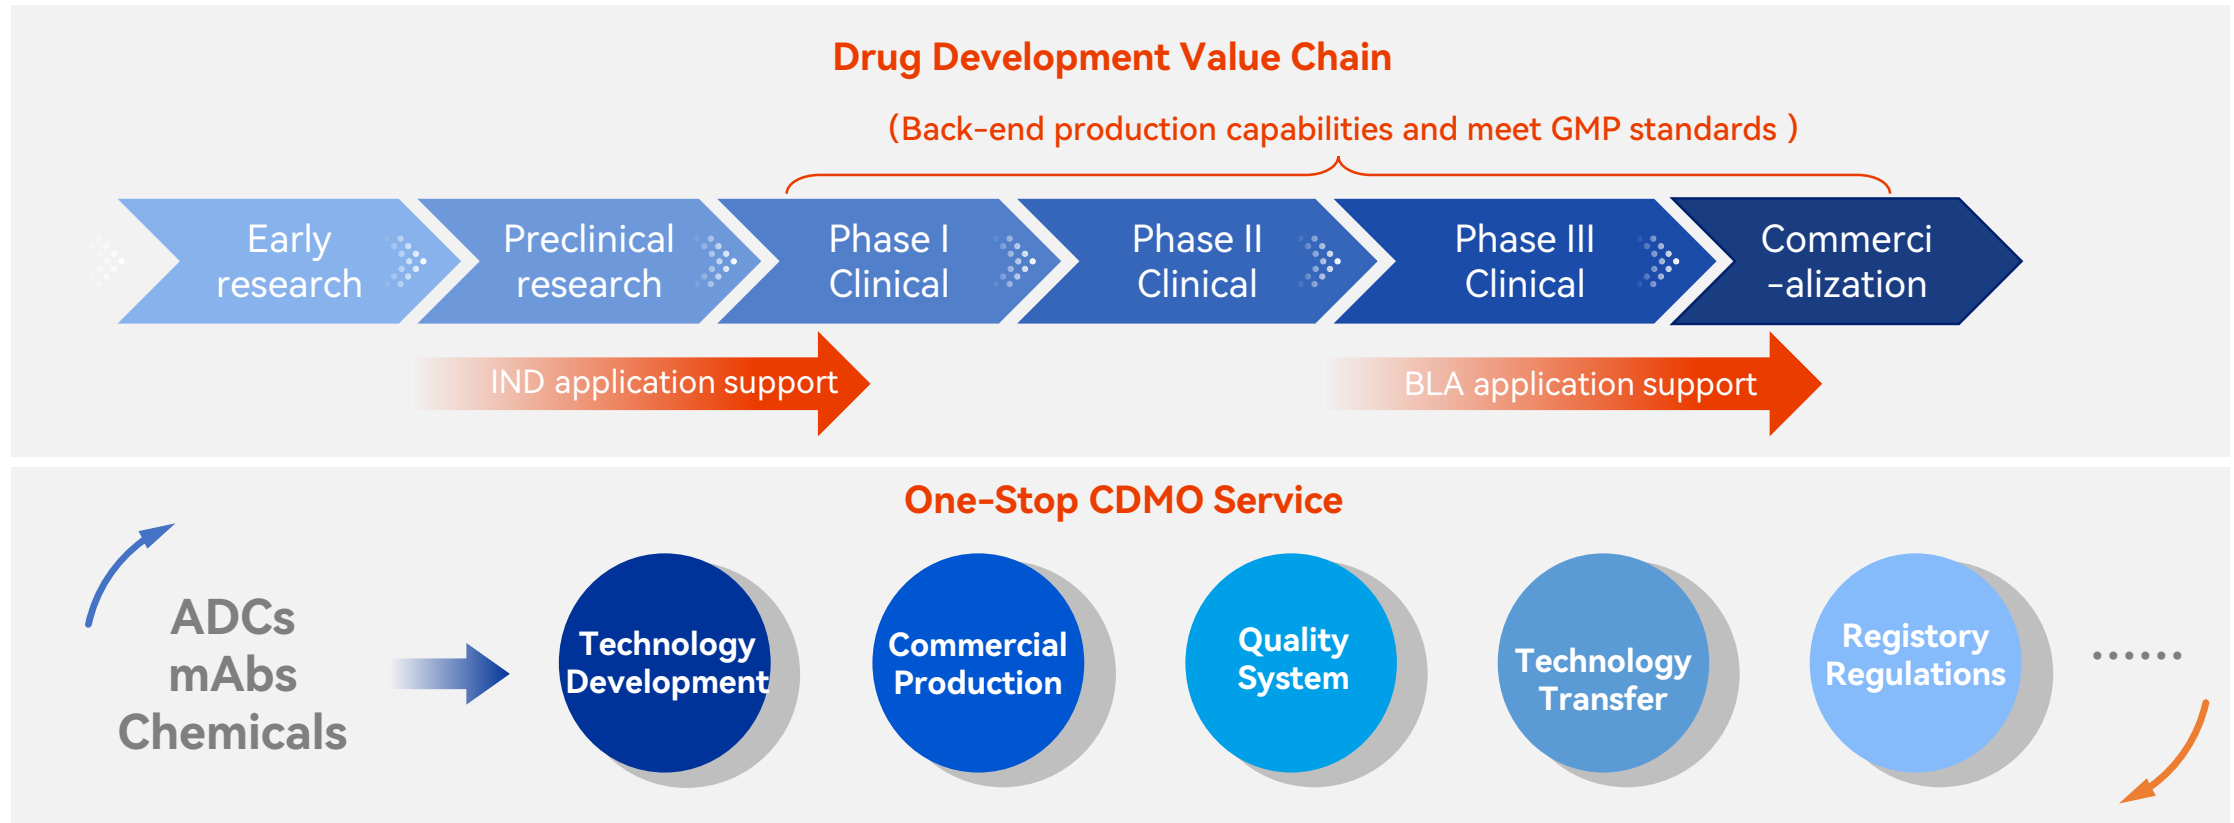 Drug Development Value Chain
(Back-end production capabilities and meet GMP standards )
Early
research
Preclinical
research
Phase I
Clinical
Phase II
Clinical
Phase III
Clinical
Commerci
-alization
IND application support
BLA application support
One-Stop CDMO Service
ADCs
mAbs
Chemicals
Technology
Development
Commercial
Production
Quality
System
Technology
Transfer
Registory
Regulations
......